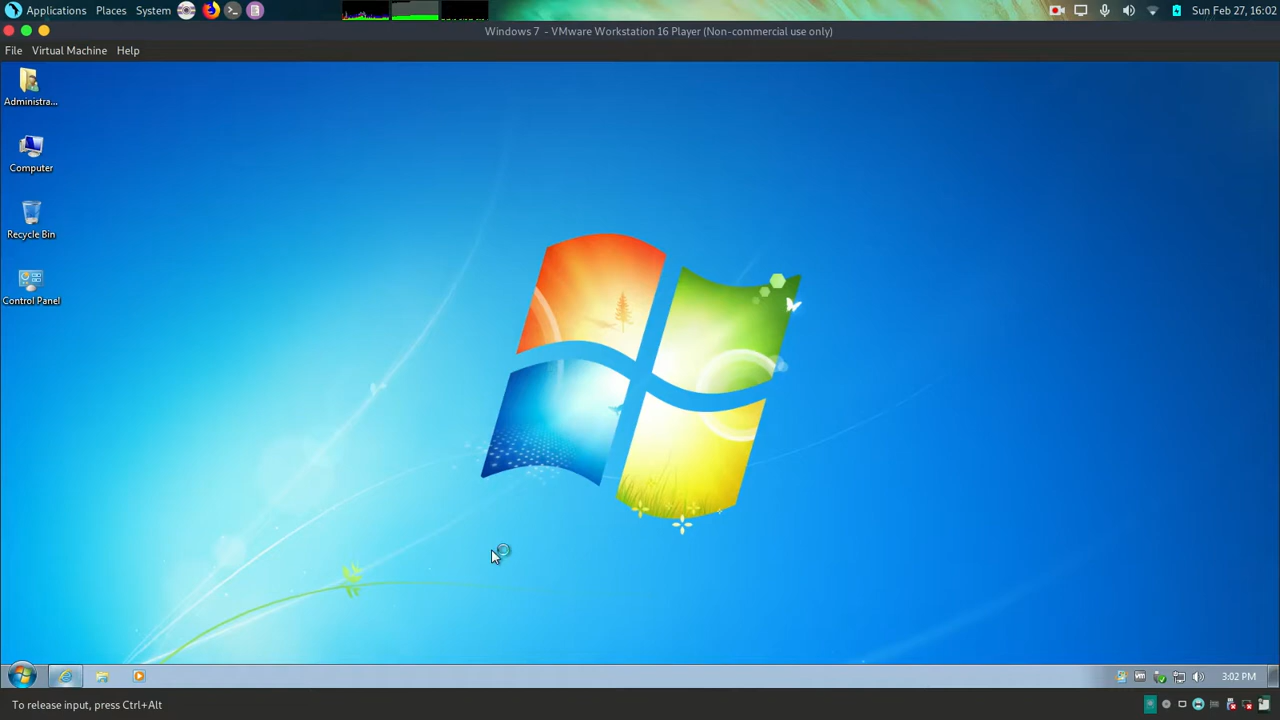 Applications Places System
Sun Feb 27, 16:02
Windows 7 - VMware Workstation 16 Player (Non-commercial use only)
File Virtual Machine Help
Administra...
Computer
Recycle Bin
Control Panel
3:02 PM
To release input, press Ctrl+Alt